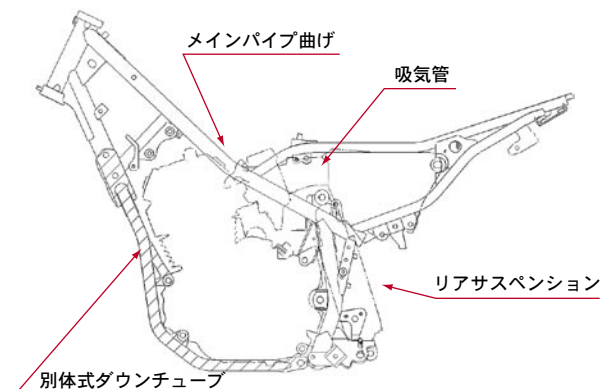 メインパイプ曲げ
吸気管
リアサスペンション
別体式ダウンチューブ